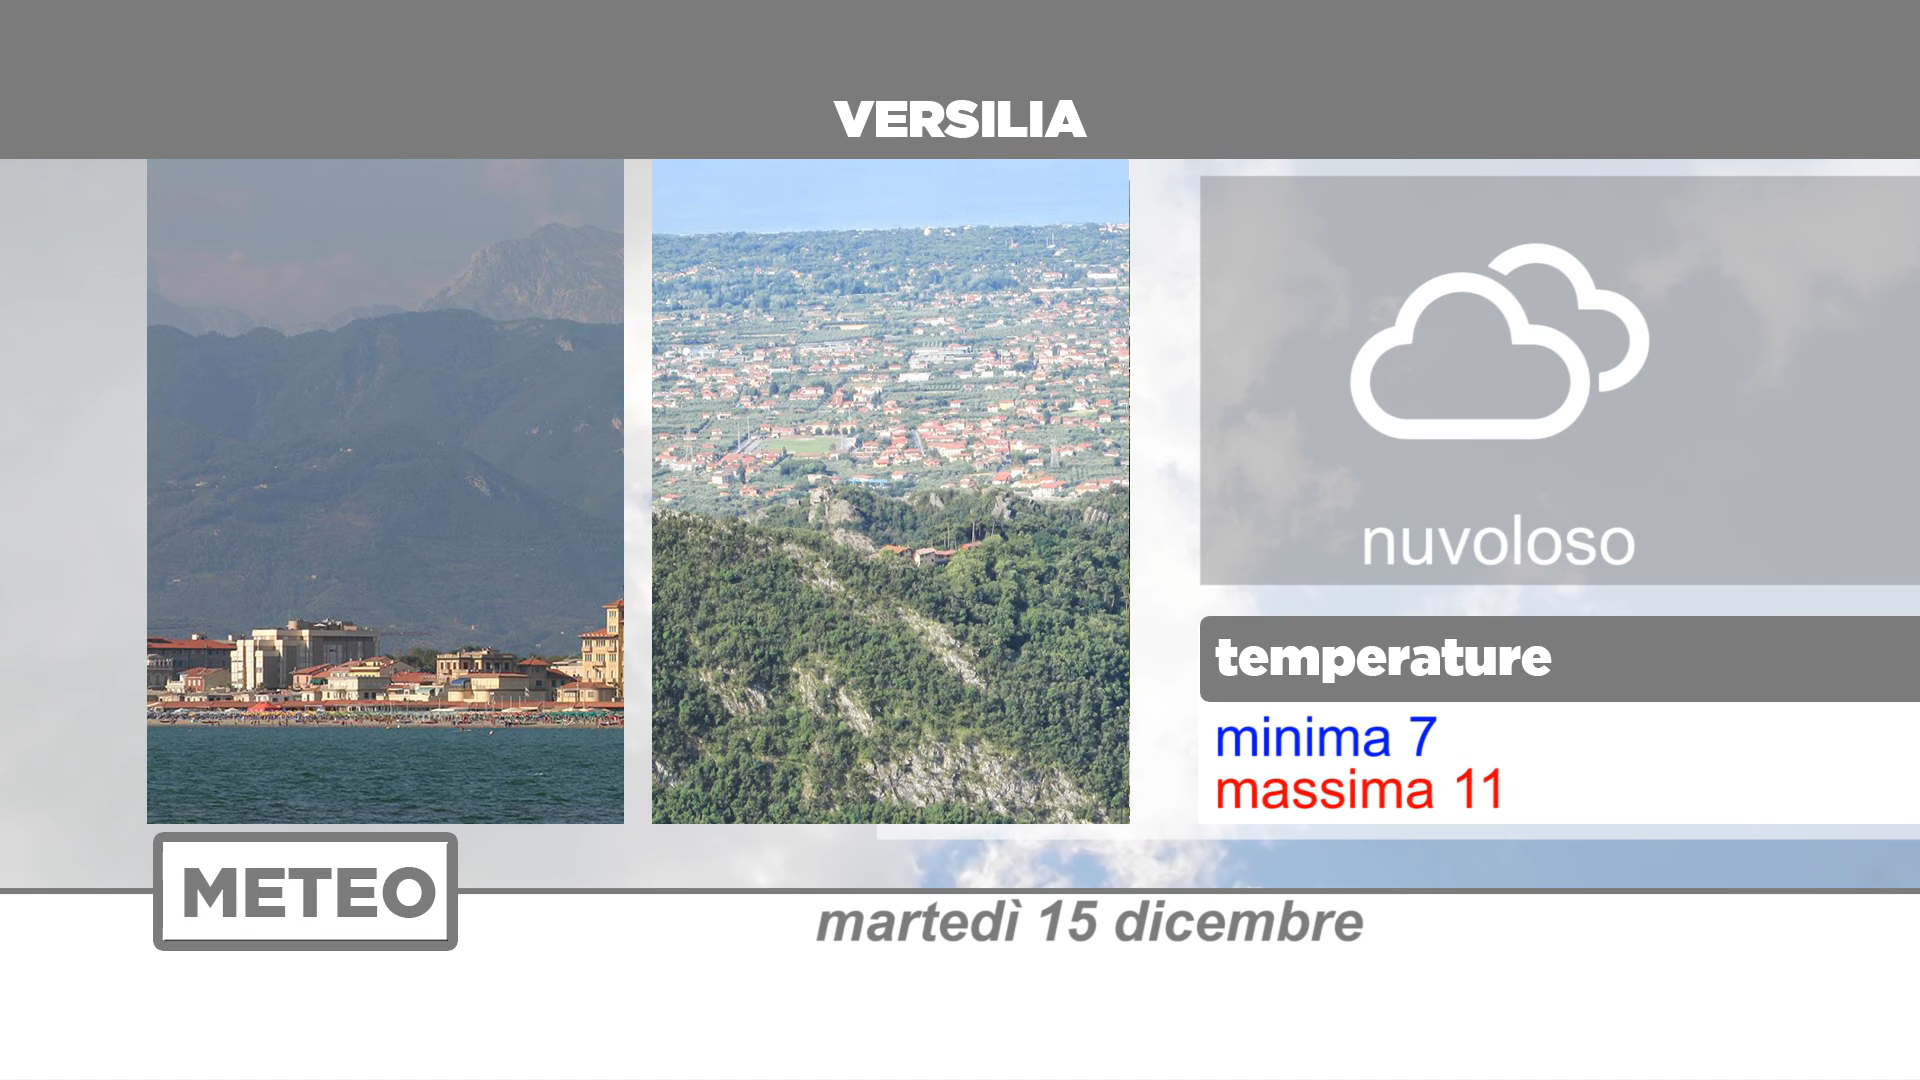 VERSILIA
nuvoloso
temperature
minima 7
massima 11
METEO
martedì 15 dicembre